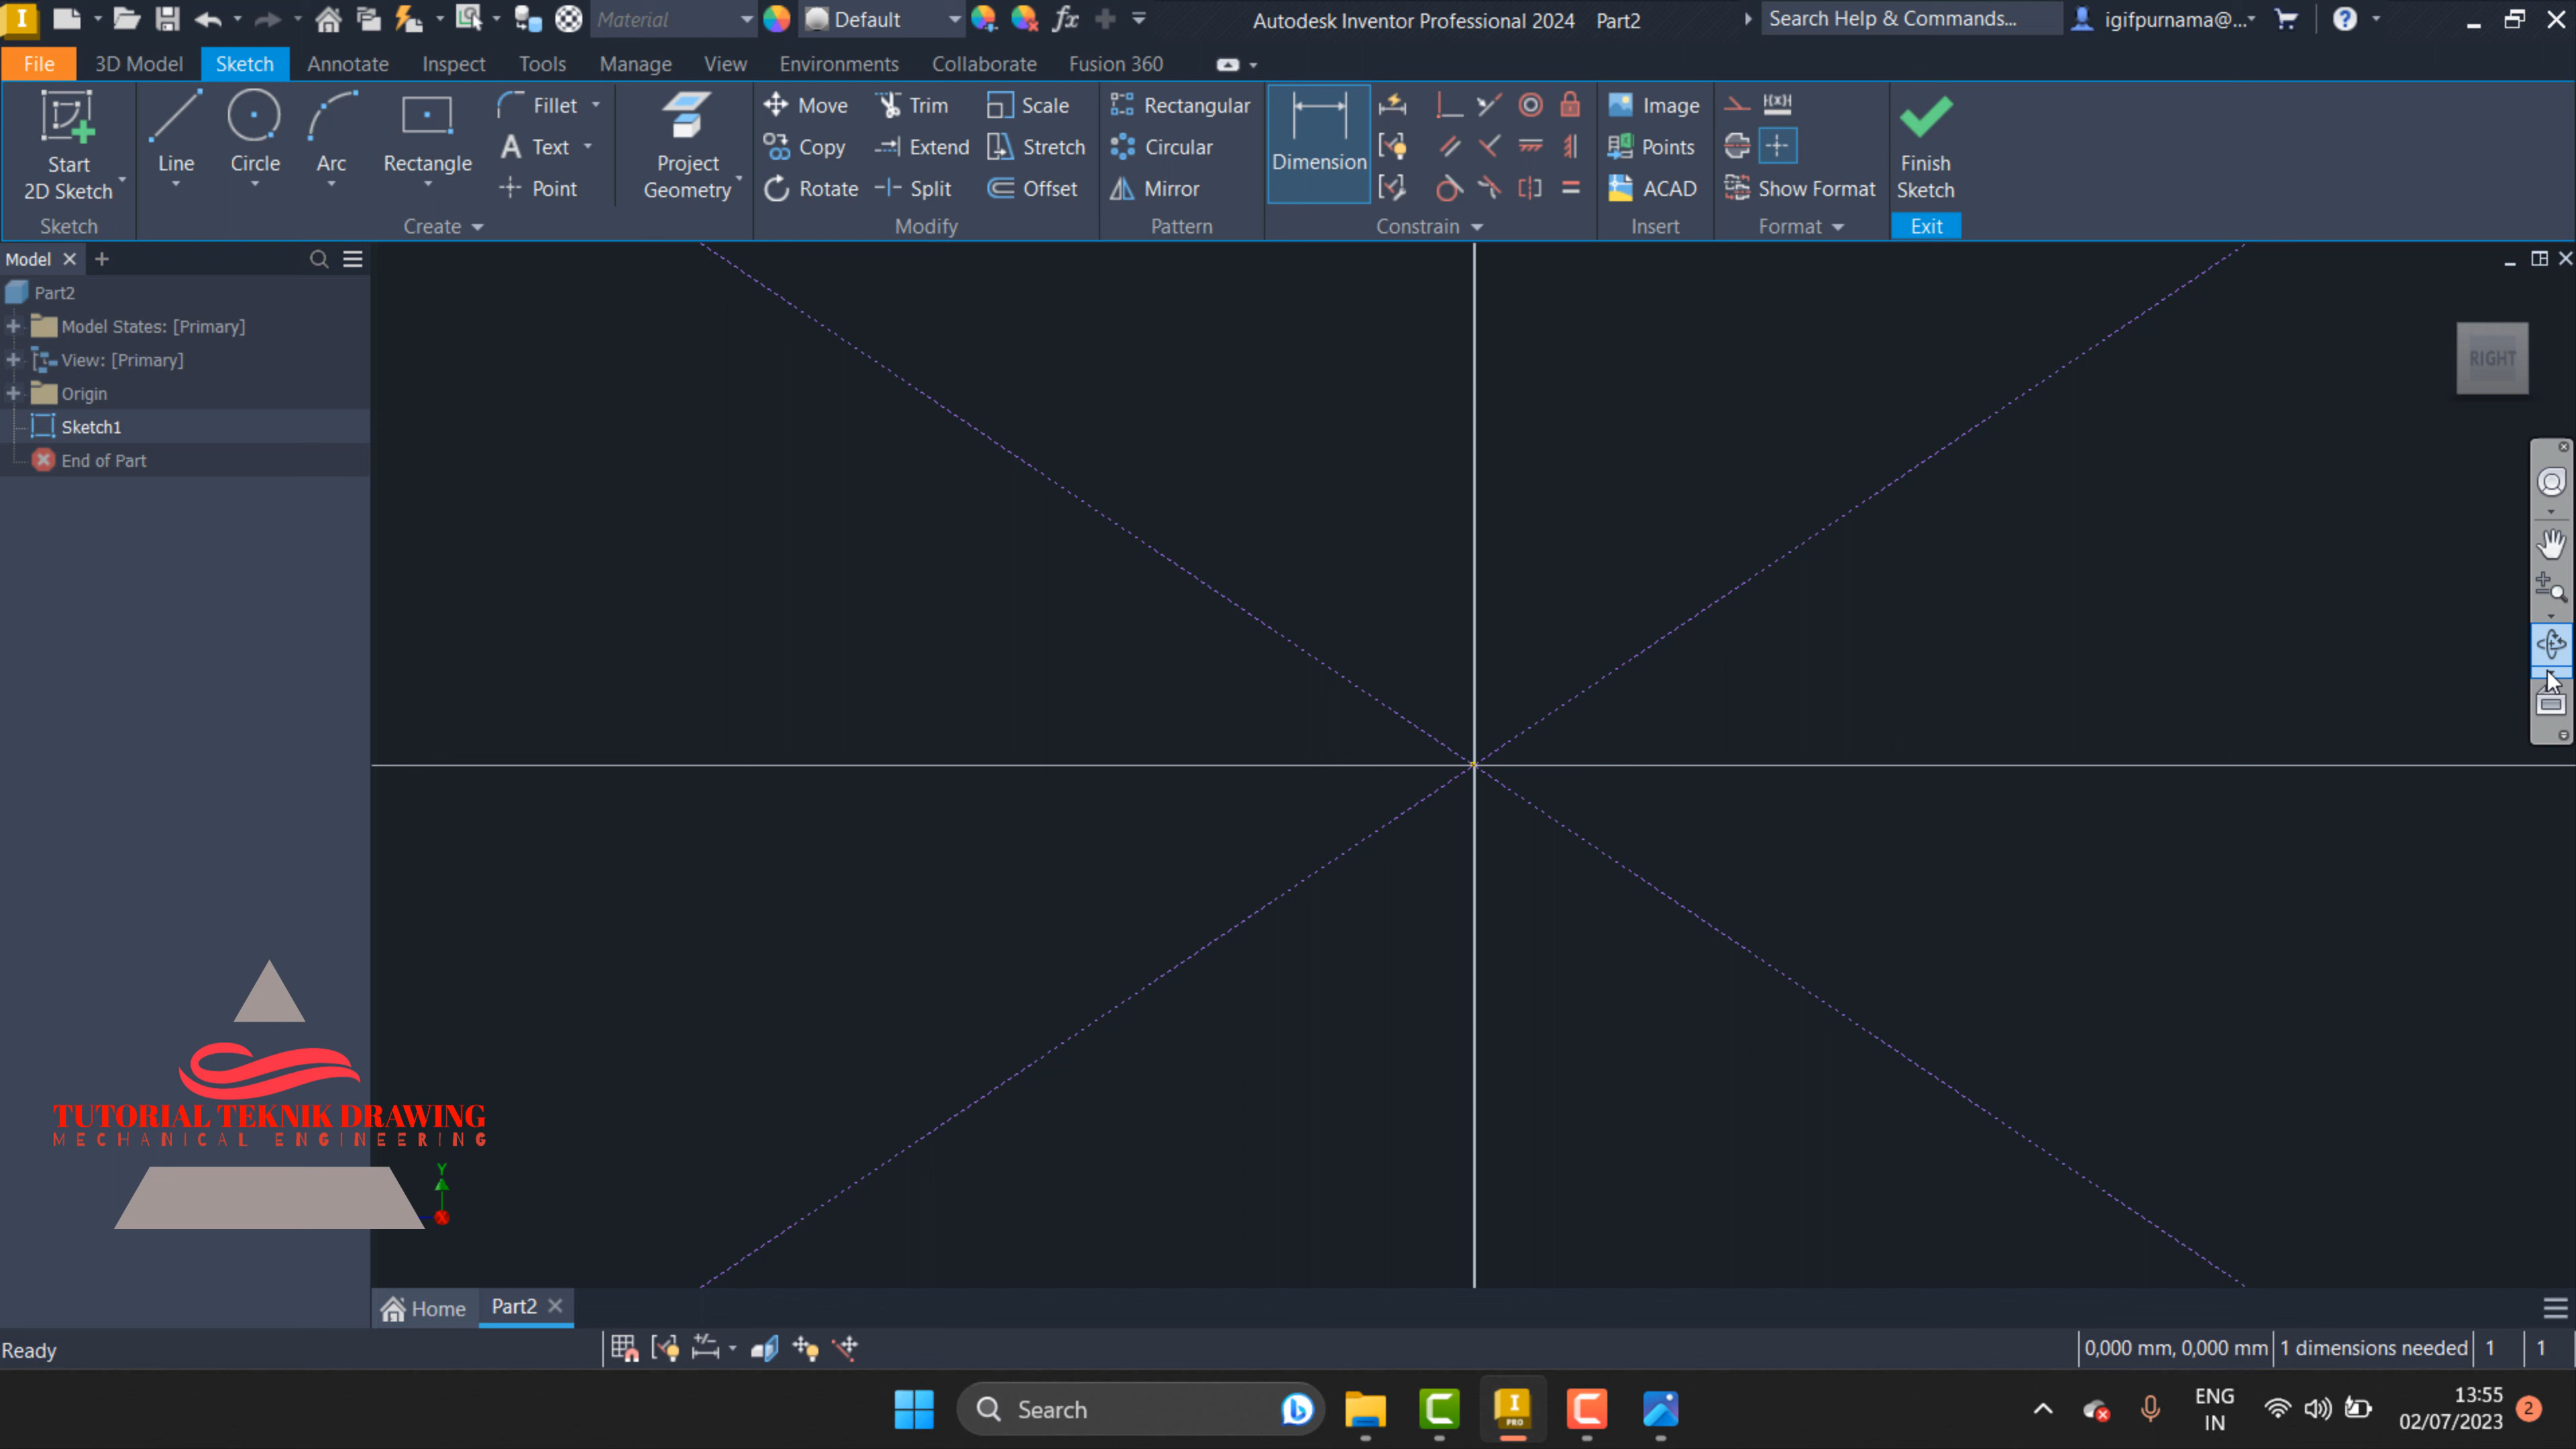 Material
Default
fx
Autodesk Inventor Professional 2024 Part2
Search Help & Commands...
igifpurnama@...
File 3D Model Sketch Annotate Inspect Tools Manage View Environments Collaborate Fusion 360
Start
2D Sketch
Line
Circle
Arc
Rectangle
Fillet
Text
Point
Project
Geometry
Move
Copy
Rotate
Trim
Extend
Split
Scale
Stretch
Offset
Rectangular
Circular
Mirror
Dimension
Image
Points
ACAD
Show Format
Finish
Sketch
Sketch Create Modify Pattern Constrain Insert Format Exit
Model
Part2
Model States: [Primary]
View: [Primary]
Origin
Sketch1
End of Part
RIGHT
TUTORIAL TEKNIK DRAWING
MECHANICAL ENGINEERING
Y
Home Part2
Ready
0,000 mm, 0,000 mm 1 dimensions needed 1 1
Search
I
PRO
ENG
IN
13:55
02/07/2023
2